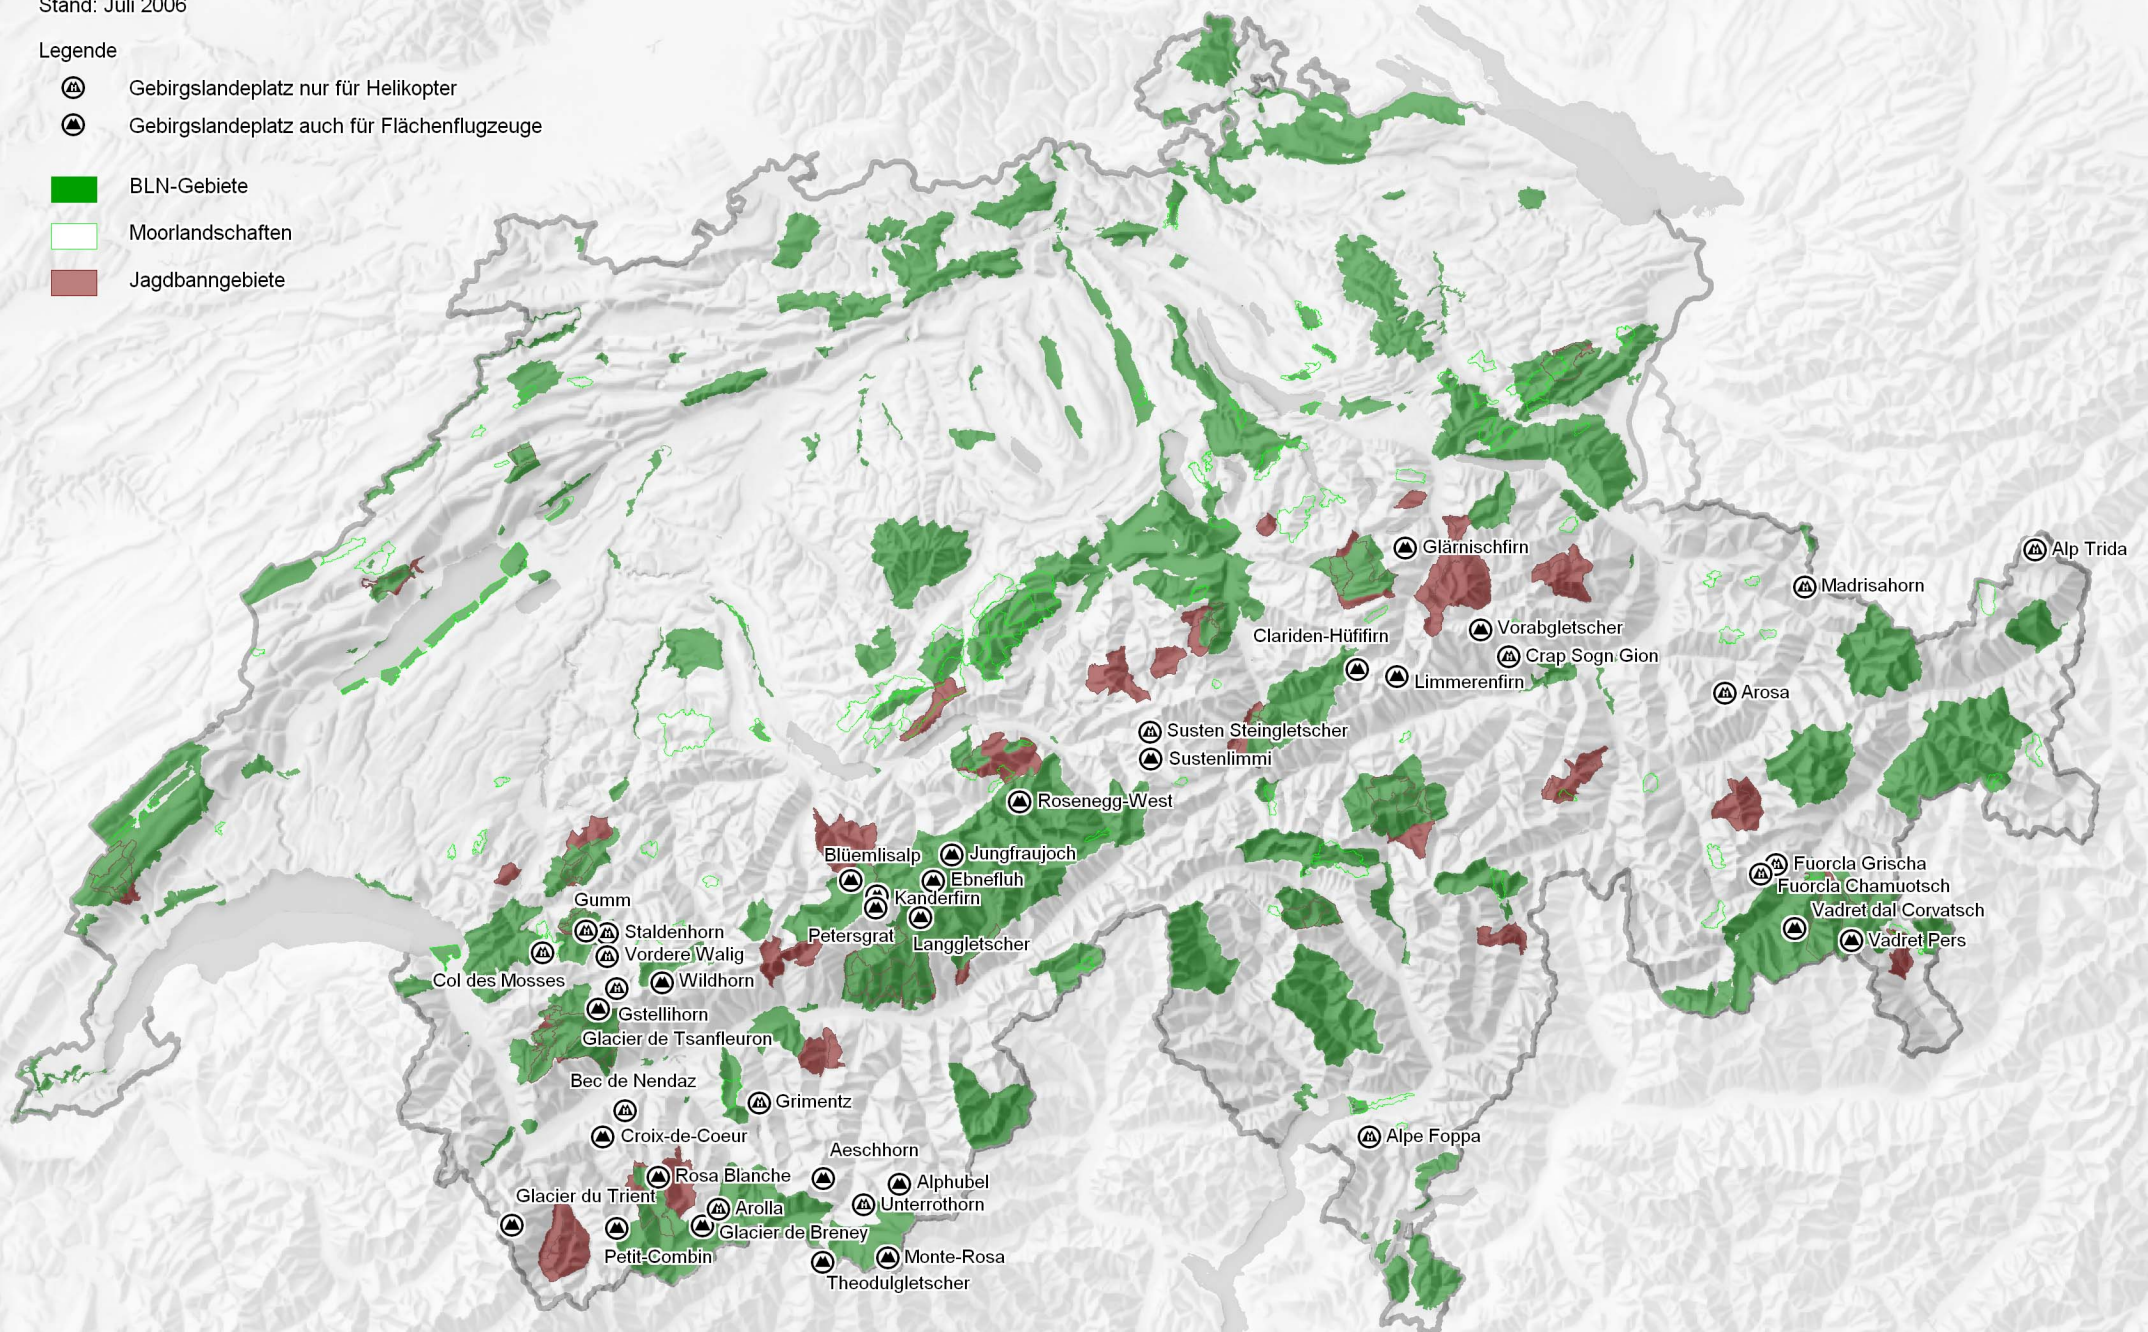 Stand: Juli 2006
Legende
Gebirgslandeplatz nur für Helikopter
Gebirgslandeplatz auch für Flächenflugzeuge
BLN-Gebiete
Moorlandschaften
Jagdbanngebiete
Glärnischfirn
Alp Trida
Madrisahorn
Vorabgletscher
Clariden-Hüfifirn
Crap Sogn Gion
Limmerenfirn
Arosa
Susten Steingletscher
Sustenlimmi
Rosenegg-West
Blüemlisalp
Jungfraujoch
Ebnefluh
Kanderfirn
Petersgrat
Langgletscher
Fuorcla Grischa
Fuorcla Chamuotsch
Vadret dal Corvatsch
Vadret Pers
Gumm
Staldenhorn
Vordere Walig
Col des Mosses
Wildhorn
Gstellihorn
Glacier de Tsanfleuron
Bec de Nendaz
Grimentz
Croix-de-Coeur
Alpe Foppa
Aeschhorn
Rosa Blanche
Alphubel
Glacier du Trient
Unterrothorn
Arolla
Glacier de Breney
Petit-Combin
Monte-Rosa
Theodulgletscher